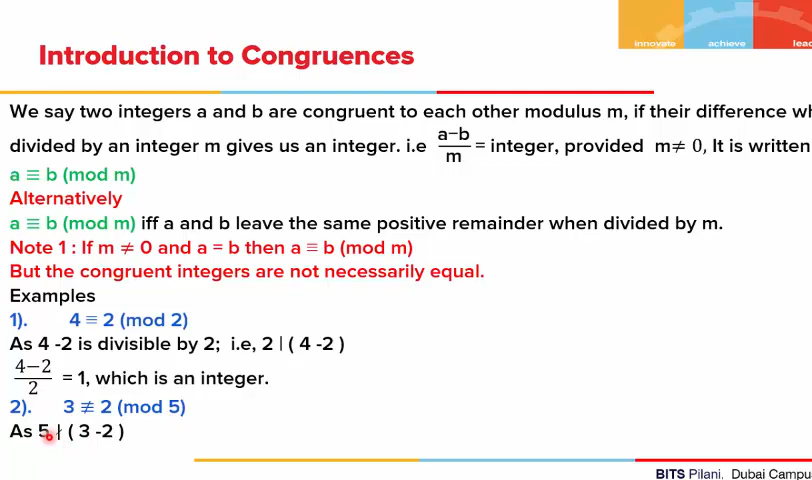 innovate achieve lea
Introduction to Congruences
We say two integers a and b are congruent to each other modulus m, if their difference wh
divided by an integer m gives us an integer. i.e (a−b)/m = integer, provided m≠ 0, It is written
a ≡ b (mod m)
Alternatively
a ≡ b (mod m) iff a and b leave the same positive remainder when divided by m.
Note 1 : If m ≠ 0 and a = b then a ≡ b (mod m)
But the congruent integers are not necessarily equal.
Examples
1). 4 ≡ 2 (mod 2)
As 4 -2 is divisible by 2; i.e, 2 | ( 4 -2 )
(4−2)/2 = 1, which is an integer.
2). 3 ≢ 2 (mod 5)
As 5 ∤ ( 3 -2 )
BITS Pilani, Dubai Campu